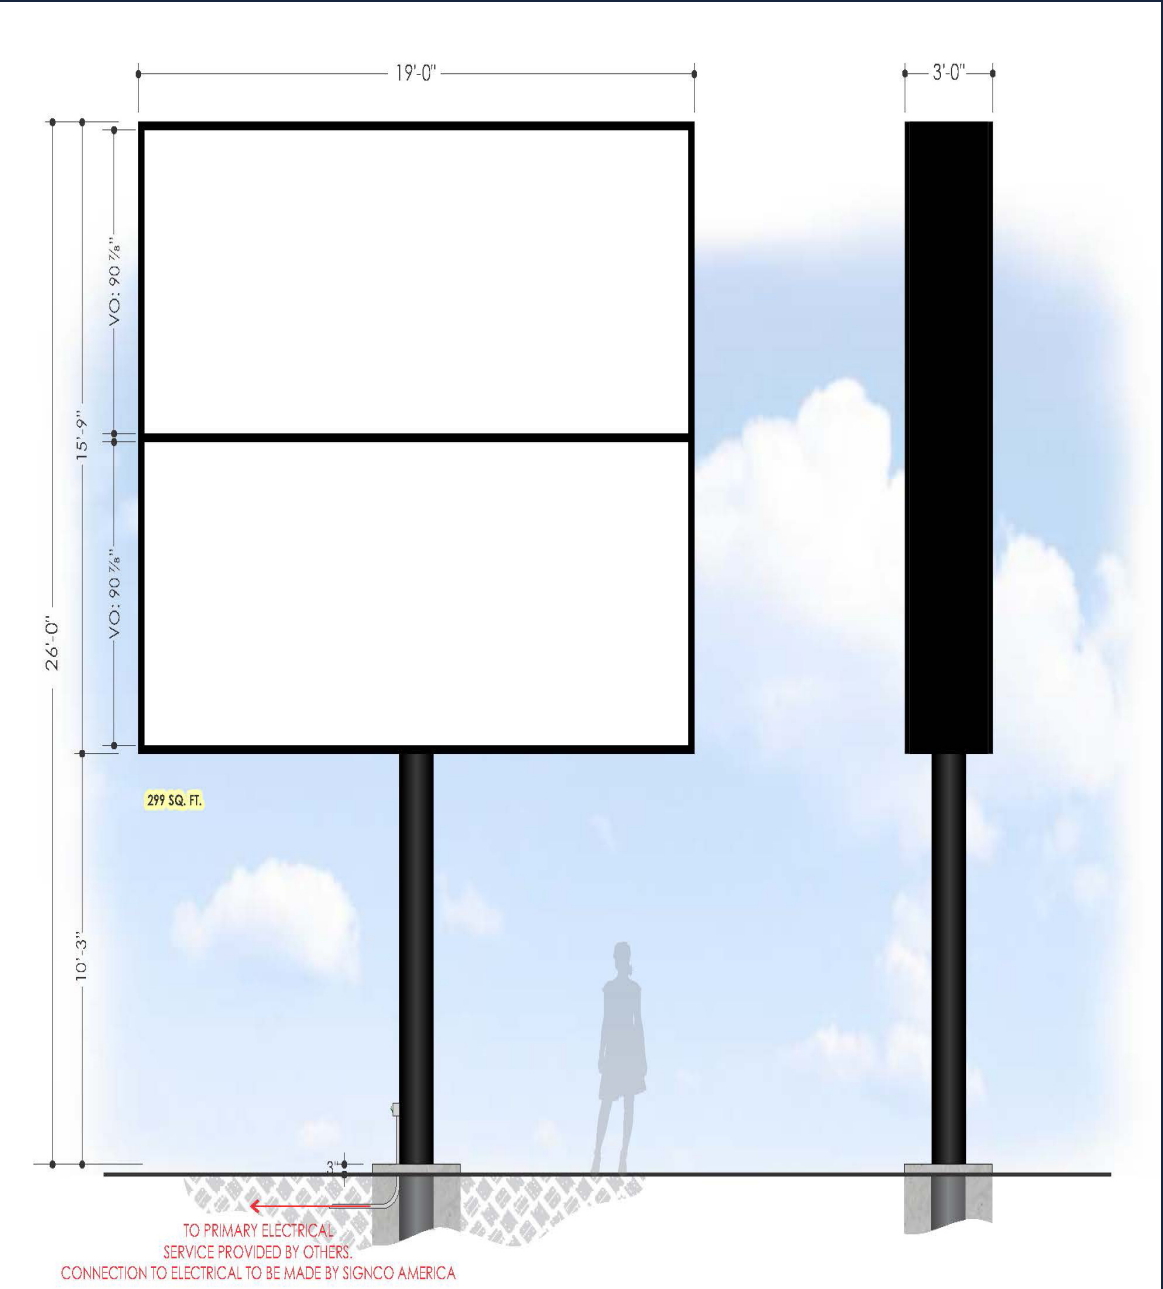 19'-0"
3'-0"
VO: 90 ⅞"
15'-9"
VO: 90 ⅞"
26'-0"
299 SQ. FT.
10'-3"
3"
TO PRIMARY ELECTRICAL
SERVICE PROVIDED BY OTHERS.
CONNECTION TO ELECTRICAL TO BE MADE BY SIGNCO AMERICA